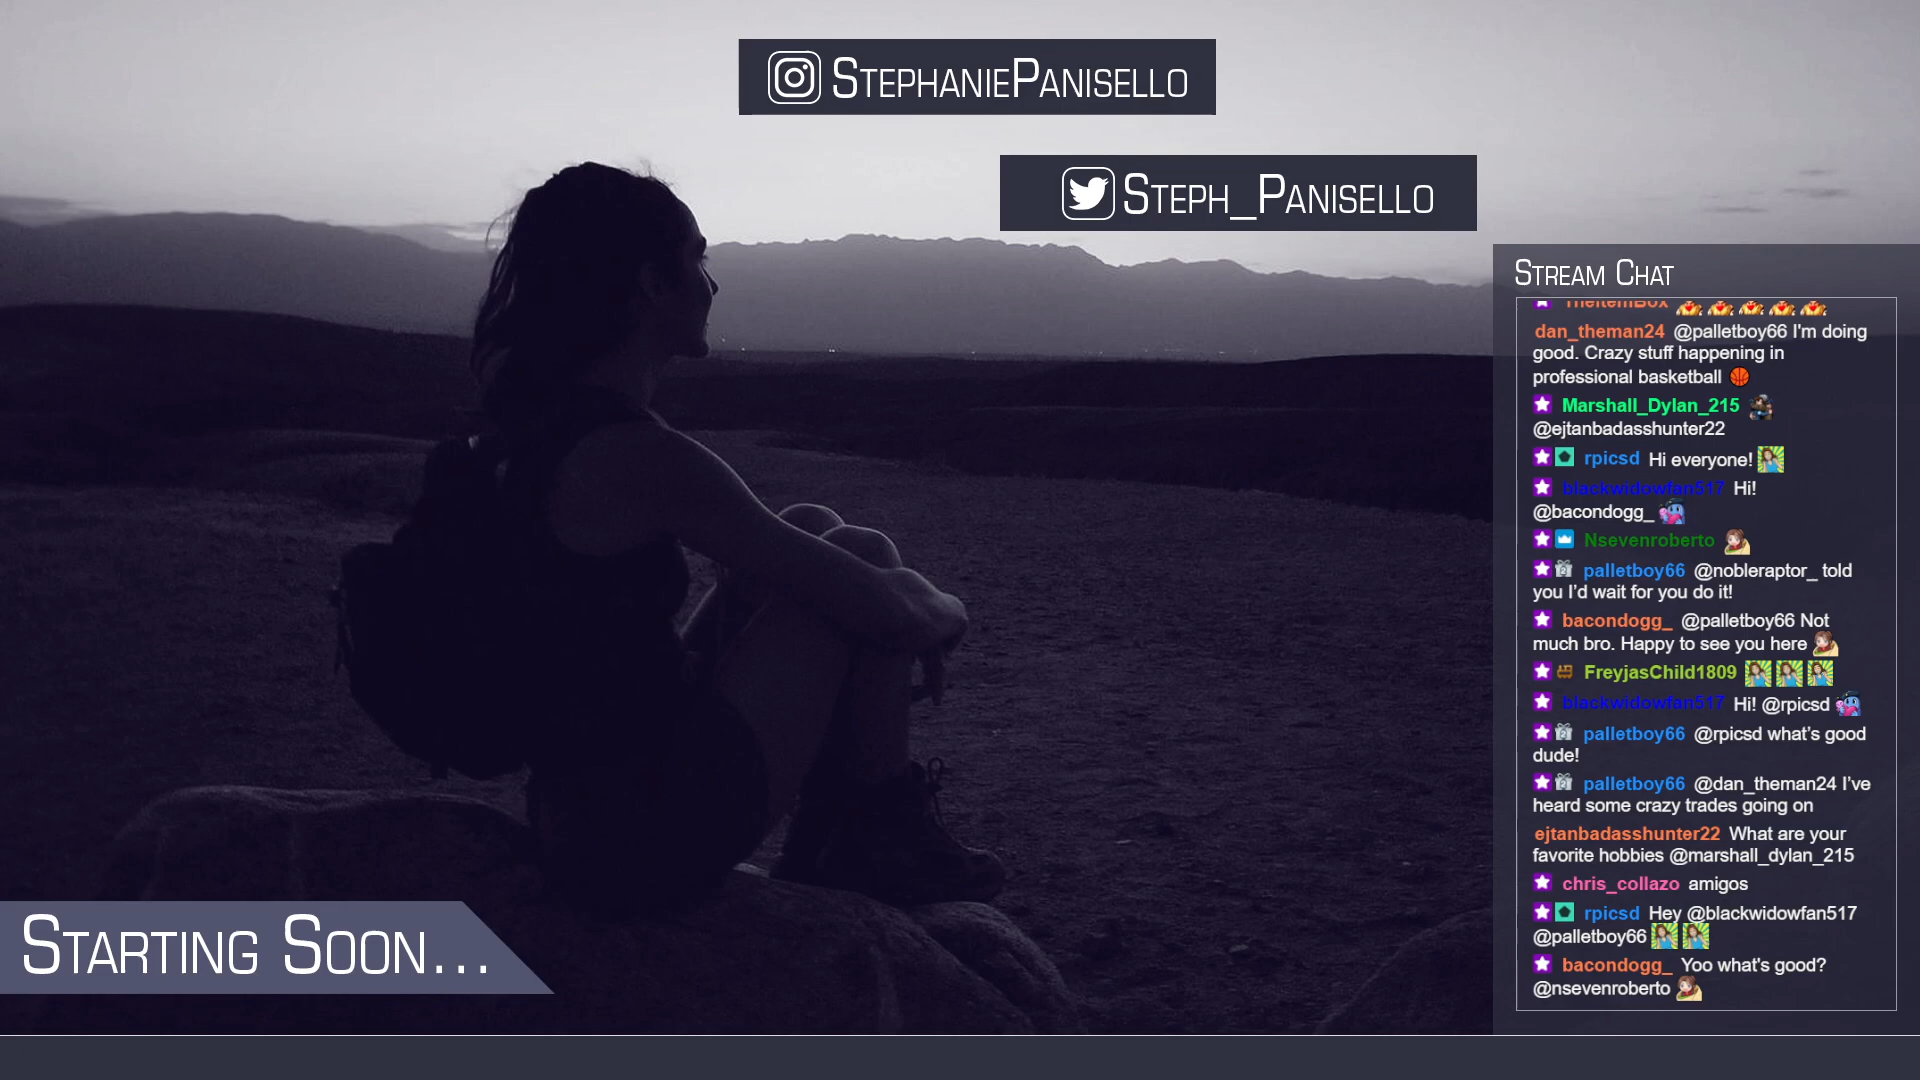 StephaniePanisello
Steph_Panisello
Stream Chat
TheItemBox
dan_theman24 @palletboy66 I'm doing
good. Crazy stuff happening in
professional basketball
Marshall_Dylan_215
@ejtanbadasshunter22
rpicsd Hi everyone!
blackwidowfan517 Hi!
@bacondogg_
Nsevenroberto
palletboy66 @nobleraptor_ told
you I’d wait for you do it!
bacondogg_ @palletboy66 Not
much bro. Happy to see you here
FreyjasChild1809
blackwidowfan517 Hi! @rpicsd
palletboy66 @rpicsd what’s good
dude!
palletboy66 @dan_theman24 I’ve
heard some crazy trades going on
ejtanbadasshunter22 What are your
favorite hobbies @marshall_dylan_215
chris_collazo amigos
rpicsd Hey @blackwidowfan517
@palletboy66
bacondogg_ Yoo what's good?
@nsevenroberto
Starting Soon...